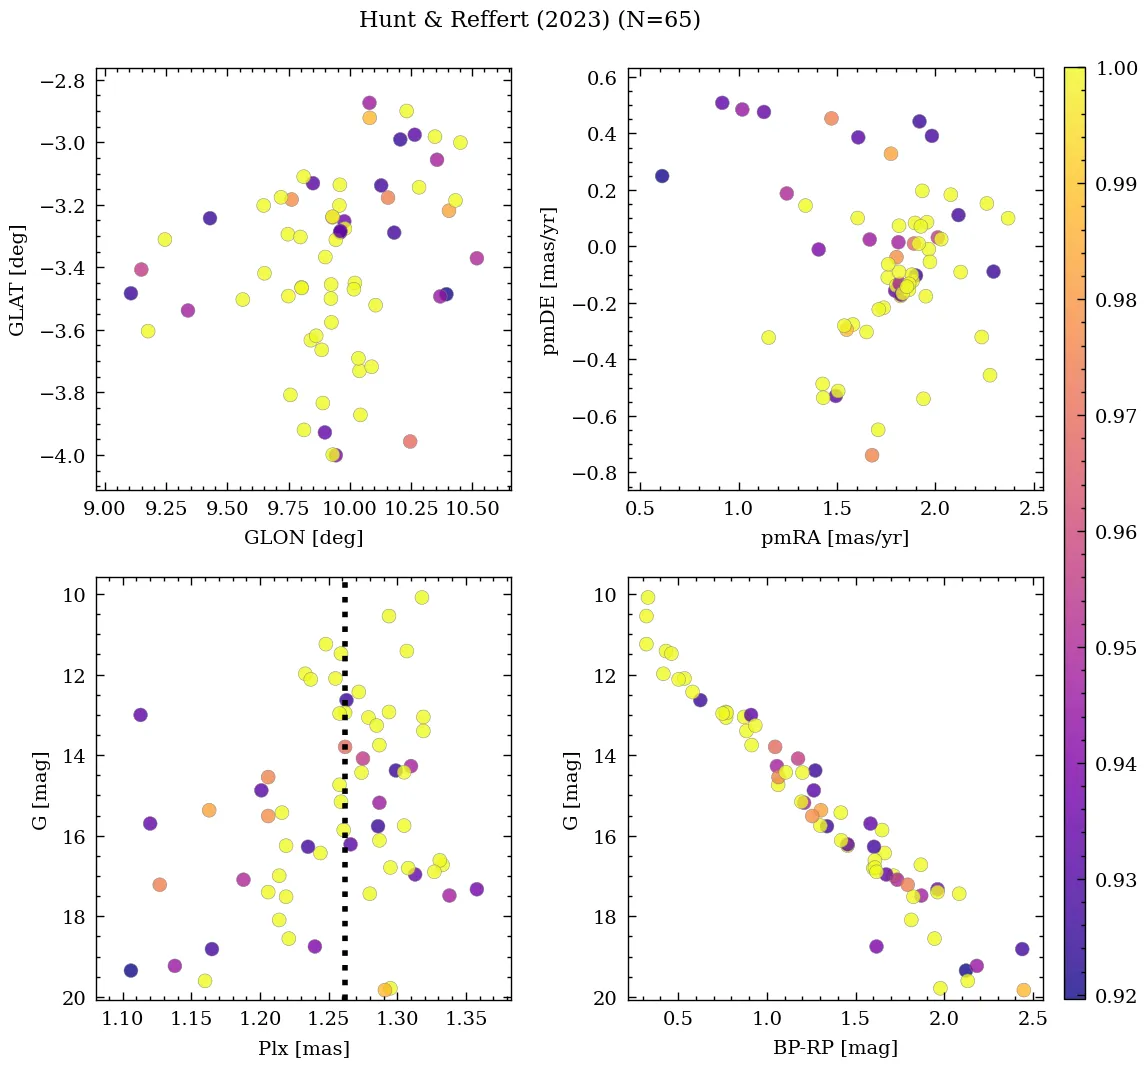 Hunt & Reffert (2023) (N=65)
−2.8
−3.0
−3.2
−3.4
−3.6
−3.8
−4.0
GLAT [deg]
9.00 9.25 9.50 9.75 10.00 10.25 10.50
GLON [deg]
0.6
0.4
0.2
0.0
−0.2
−0.4
−0.6
−0.8
pmDE [mas/yr]
0.5 1.0 1.5 2.0 2.5
pmRA [mas/yr]
10
12
14
16
18
20
G [mag]
1.10 1.15 1.20 1.25 1.30 1.35
Plx [mas]
10
12
14
16
18
20
G [mag]
0.5 1.0 1.5 2.0 2.5
BP-RP [mag]
1.00
0.99
0.98
0.97
0.96
0.95
0.94
0.93
0.92